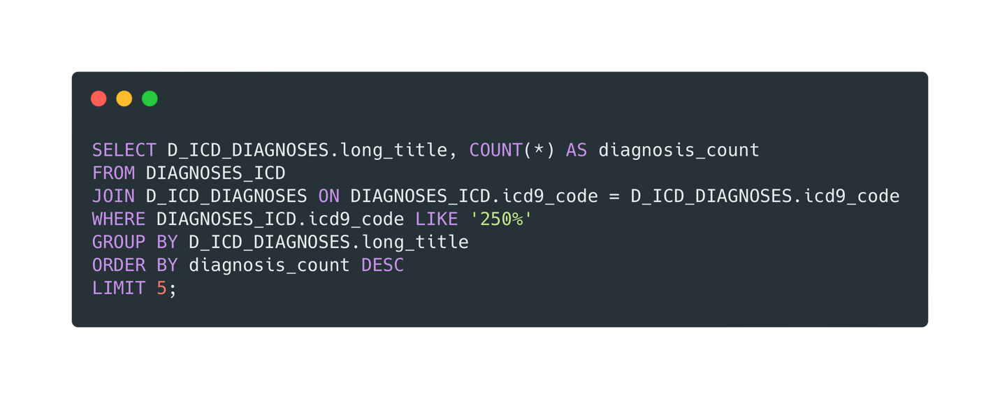 SELECT D_ICD_DIAGNOSES.long_title, COUNT(*) AS diagnosis_count
FROM DIAGNOSES_ICD
JOIN D_ICD_DIAGNOSES ON DIAGNOSES_ICD.icd9_code = D_ICD_DIAGNOSES.icd9_code
WHERE DIAGNOSES_ICD.icd9_code LIKE '250%'
GROUP BY D_ICD_DIAGNOSES.long_title
ORDER BY diagnosis_count DESC
LIMIT 5;